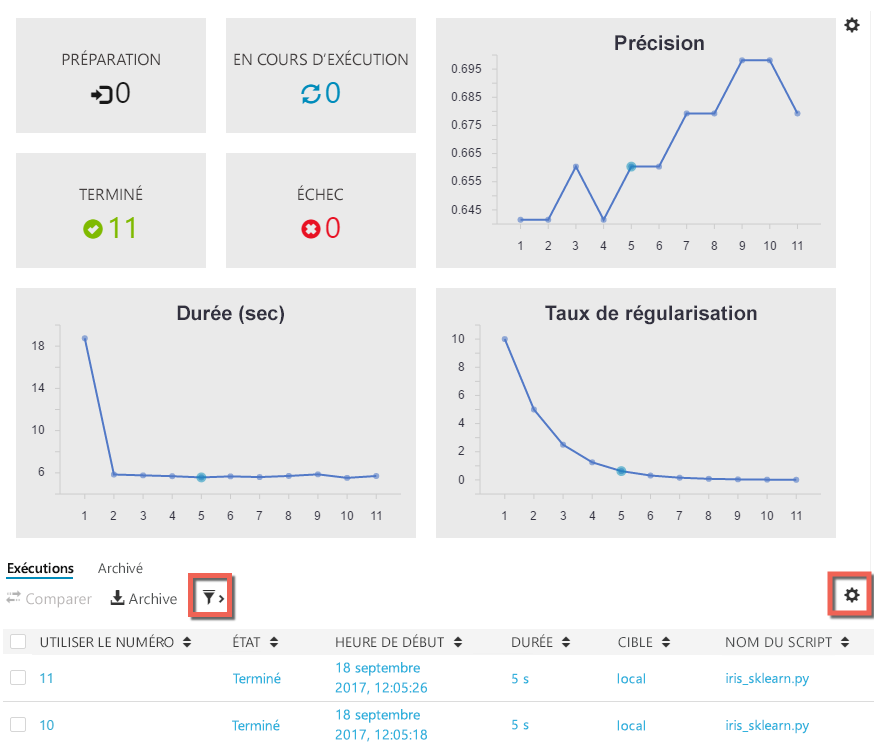 PRÉPARATION
0
EN COURS D'EXÉCUTION
0
TERMINÉ
11
ÉCHEC
0
Précision
0.695
0.685
0.675
0.665
0.655
0.645
1 2 3 4 5 6 7 8 9 10 11
Durée (sec)
18
14
10
6
1 2 3 4 5 6 7 8 9 10 11
Taux de régularisation
10
8
6
4
2
0
1 2 3 4 5 6 7 8 9 10 11
Exécutions Archivé
Comparer Archive
UTILISER LE NUMÉRO ÉTAT HEURE DE DÉBUT DURÉE CIBLE NOM DU SCRIPT
11 Terminé 18 septembre
2017, 12:05:26 5 s local iris_sklearn.py
10 Terminé 18 septembre
2017, 12:05:18 5 s local iris_sklearn.py